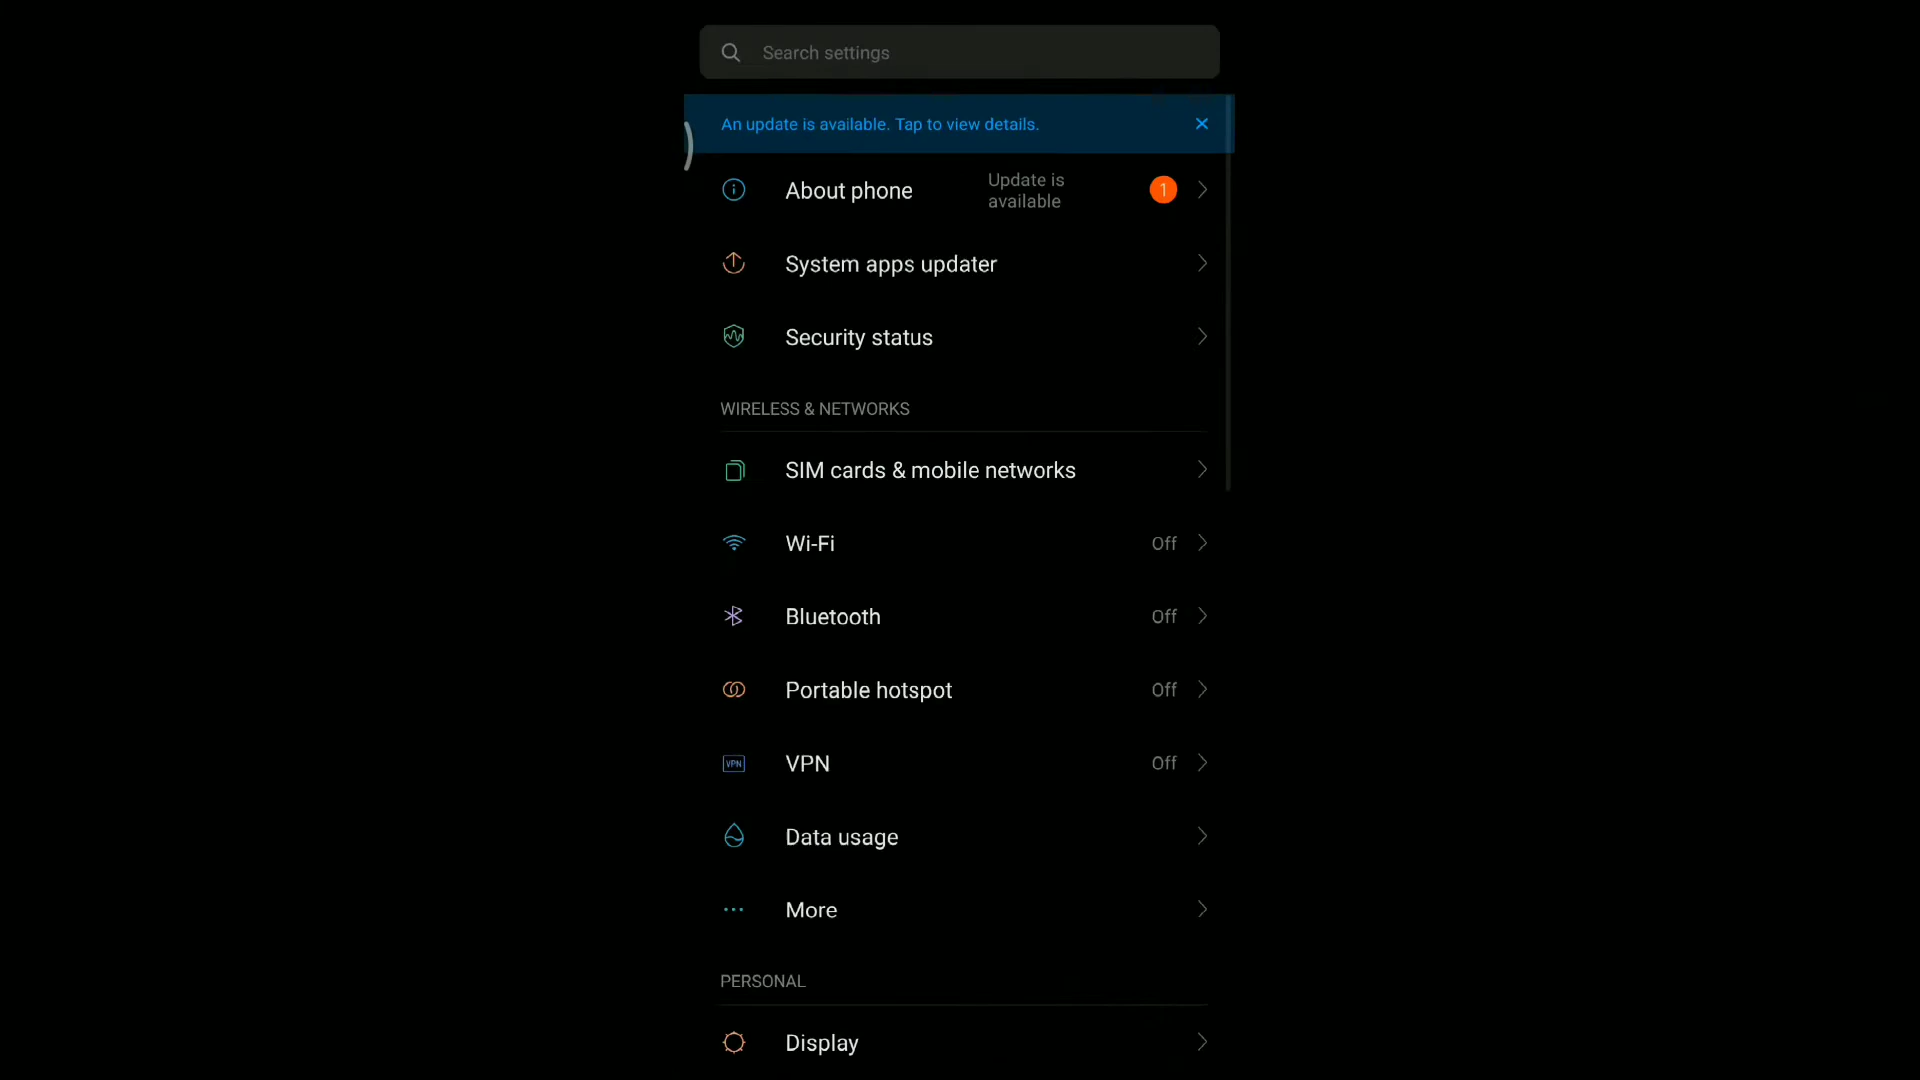 Search settings
An update is available. Tap to view details.
About phone
Update is
available
1
System apps updater
Security status
WIRELESS & NETWORKS
SIM cards & mobile networks
Wi-Fi
Off
Bluetooth
Off
Portable hotspot
Off
VPN
VPN
Off
Data usage
More
PERSONAL
Display